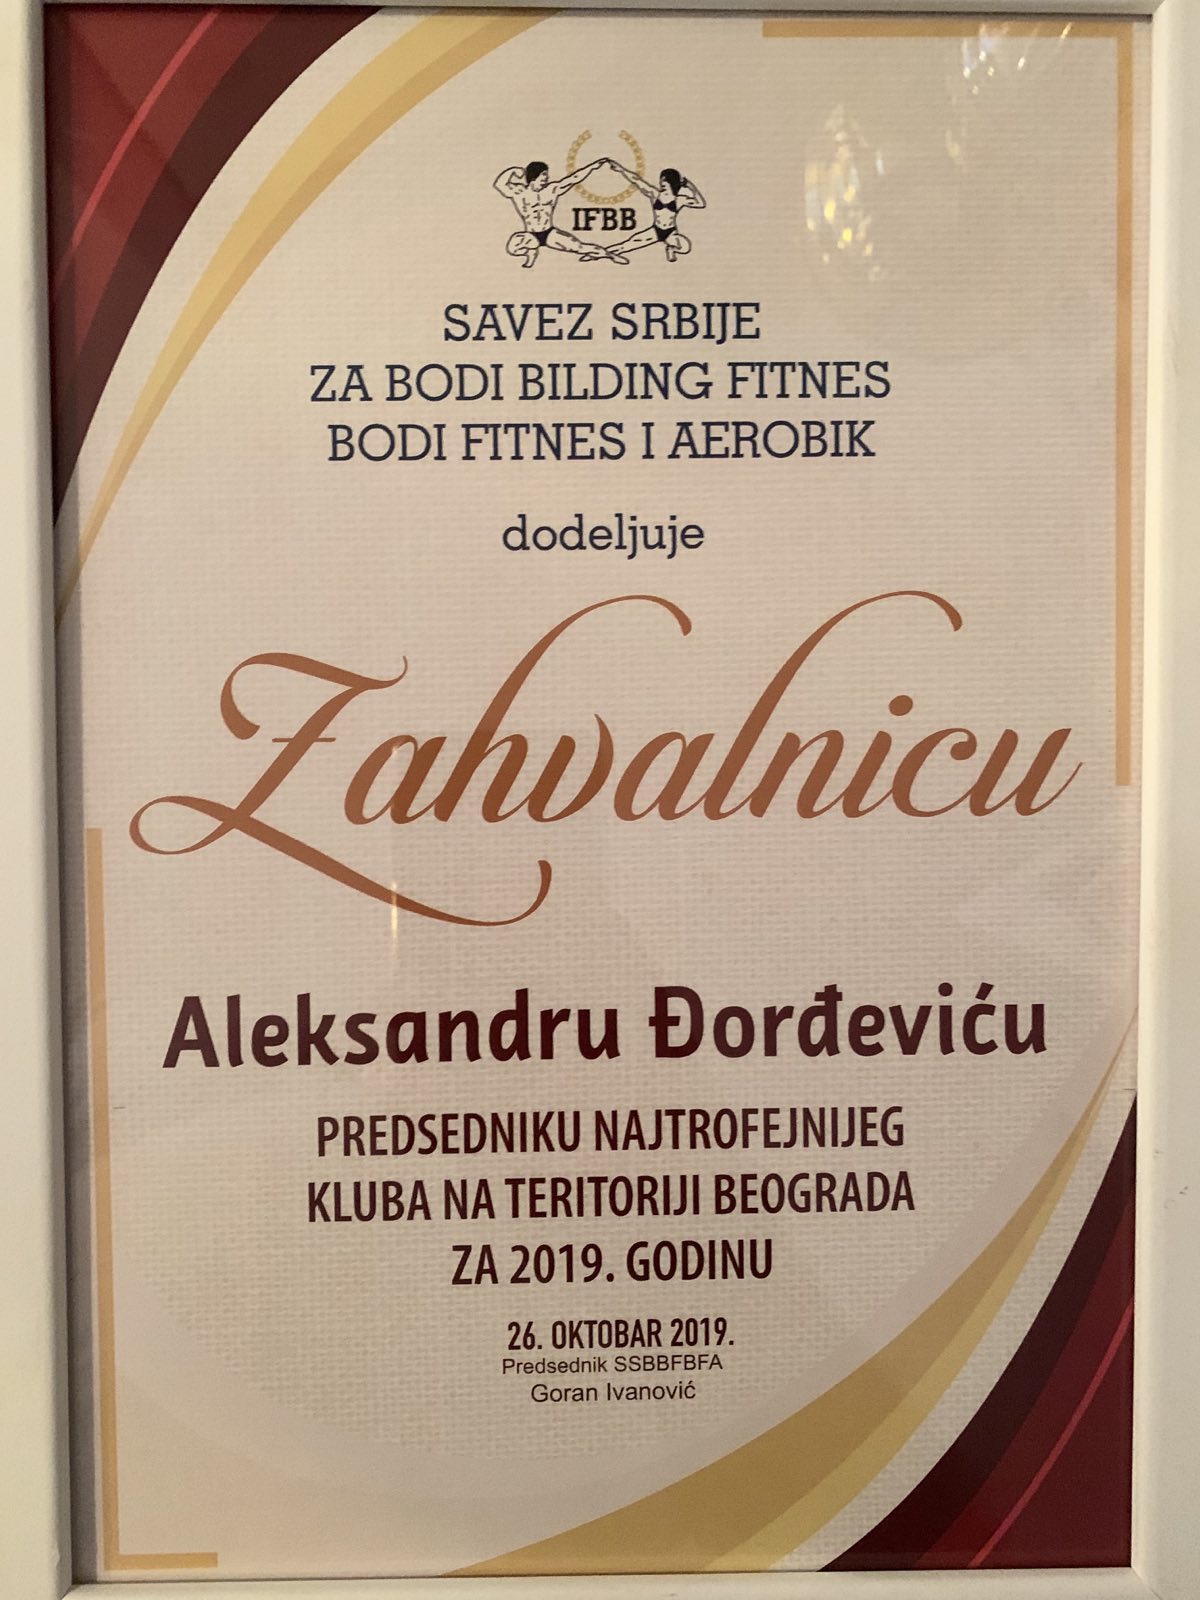 IFBB
SAVEZ SRBIJE
ZA BODI BILDING FITNES
BODI FITNES I AEROBIK
dodeljuje
Zahvalnicu
Aleksandru Đorđeviću
PREDSEDNIKU NAJTROFEJNIJEG
KLUBA NA TERITORIJI BEOGRADA
ZA 2019. GODINU
26. OKTOBAR 2019.
Predsednik SSBBFBFA
Goran Ivanović